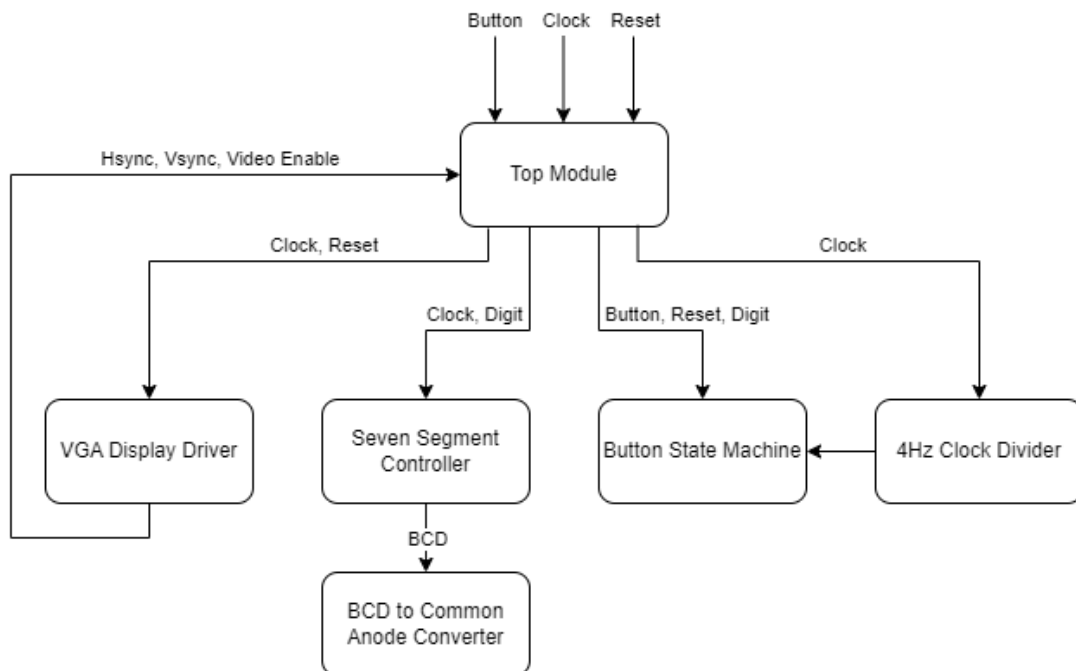 Button
Clock
Reset
Hsync, Vsync, Video Enable
Top Module
Clock, Reset
Clock
Clock, Digit
Button, Reset, Digit
VGA Display Driver
Seven Segment
Controller
Button State Machine
4Hz Clock Divider
BCD
BCD to Common
Anode Converter